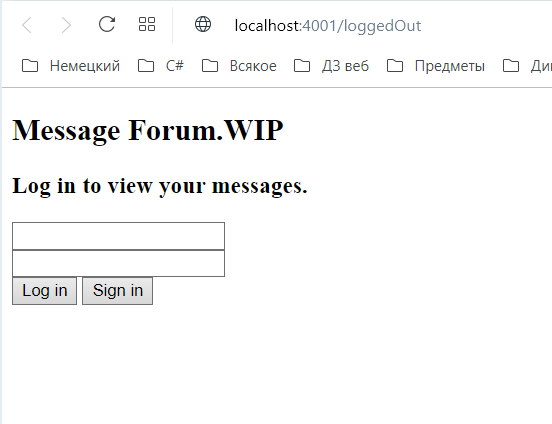 localhost:4001/loggedOut
Немецкий C# Всякое ДЗ веб Предметы
Message Forum.WIP
Log in to view your messages.
Log in Sign in